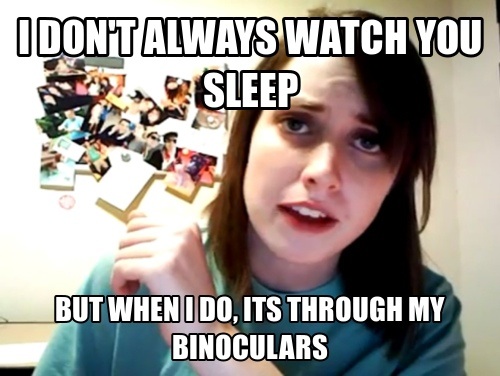 I DON'T ALWAYS WATCH YOU
SLEEP
BUT WHEN I DO, ITS THROUGH MY
BINOCULARS